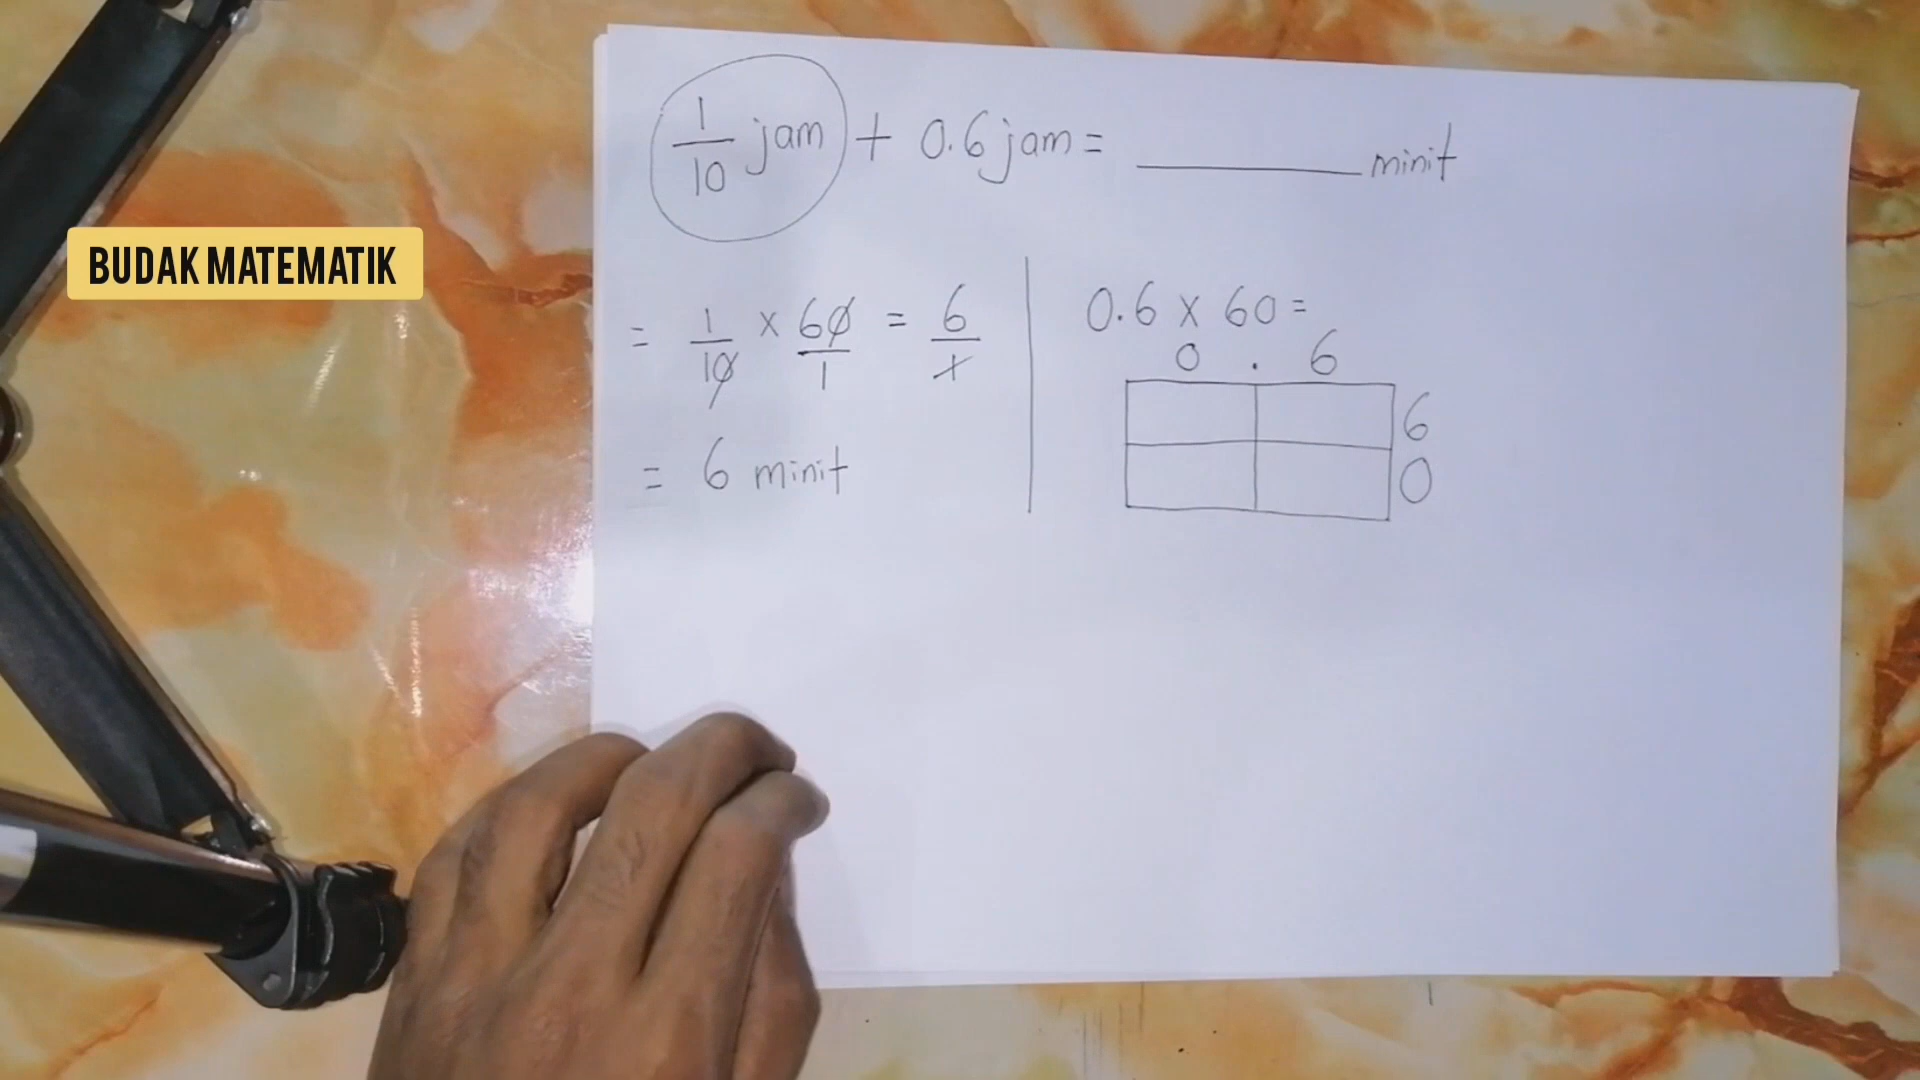 1/10 jam + 0.6 jam = ________ minit
BUDAK MATEMATIK
= 1/10 × 60/1 = 6/1
= 6 minit
0.6 × 60 =
0 . 6
6
0